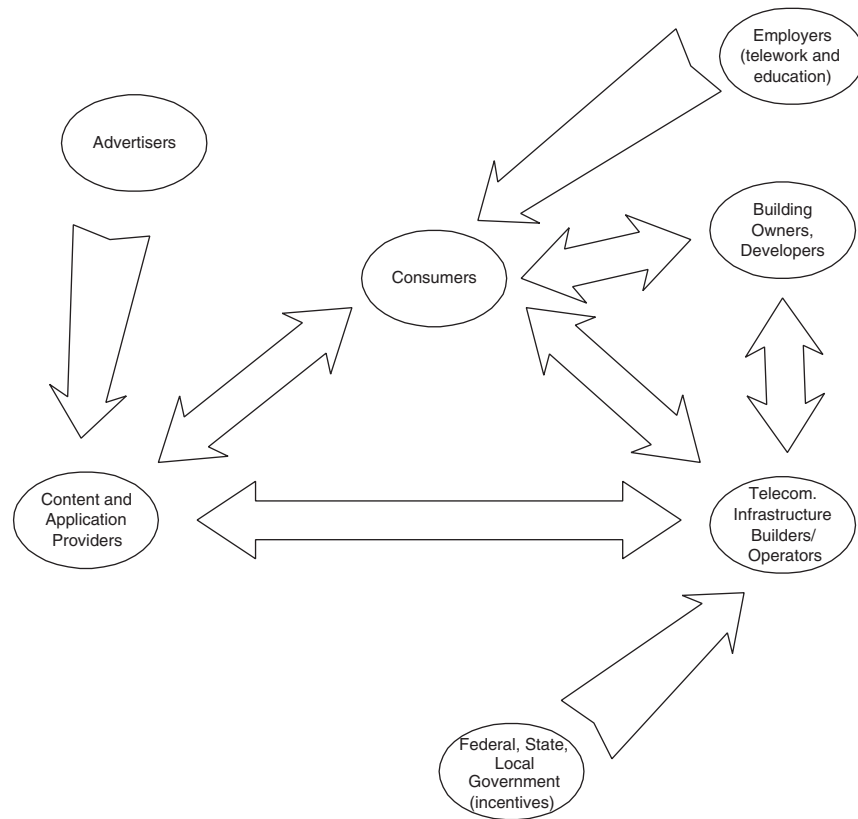 Employers
(telework and
education)
Advertisers
Building
Owners,
Developers
Consumers
Content and
Application
Providers
Telecom.
Infrastructure
Builders/
Operators
Federal, State,
Local
Government
(incentives)